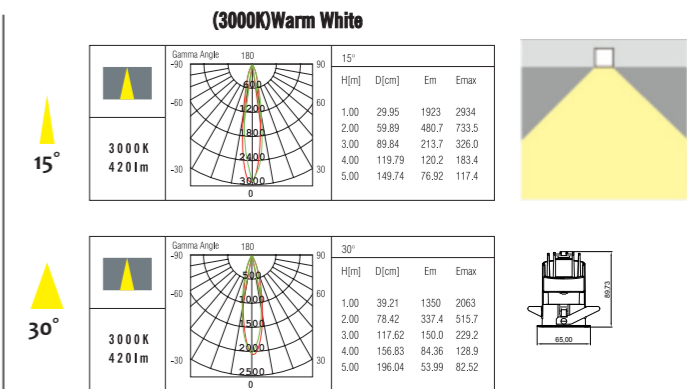 (3000K)Warm White
Gamma Angle 180
-90 90
600
-60 60
1200
1800
2400
-30 30
3000
0
3000K
420lm
15°
15°
H[m] D[cm] Em Emax
1.00 29.95 1923 2934
2.00 59.89 480.7 733.5
3.00 89.84 213.7 326.0
4.00 119.79 120.2 183.4
5.00 149.74 76.92 117.4
Gamma Angle 180
-90 90
500
-60 60
1000
1500
2000
-30 30
2500
0
3000K
420lm
30°
30°
H[m] D[cm] Em Emax
1.00 39.21 1350 2063
2.00 78.42 337.4 515.7
3.00 117.62 150.0 229.2
4.00 156.83 84.36 128.9
5.00 196.04 53.99 82.52
89,73
65,00